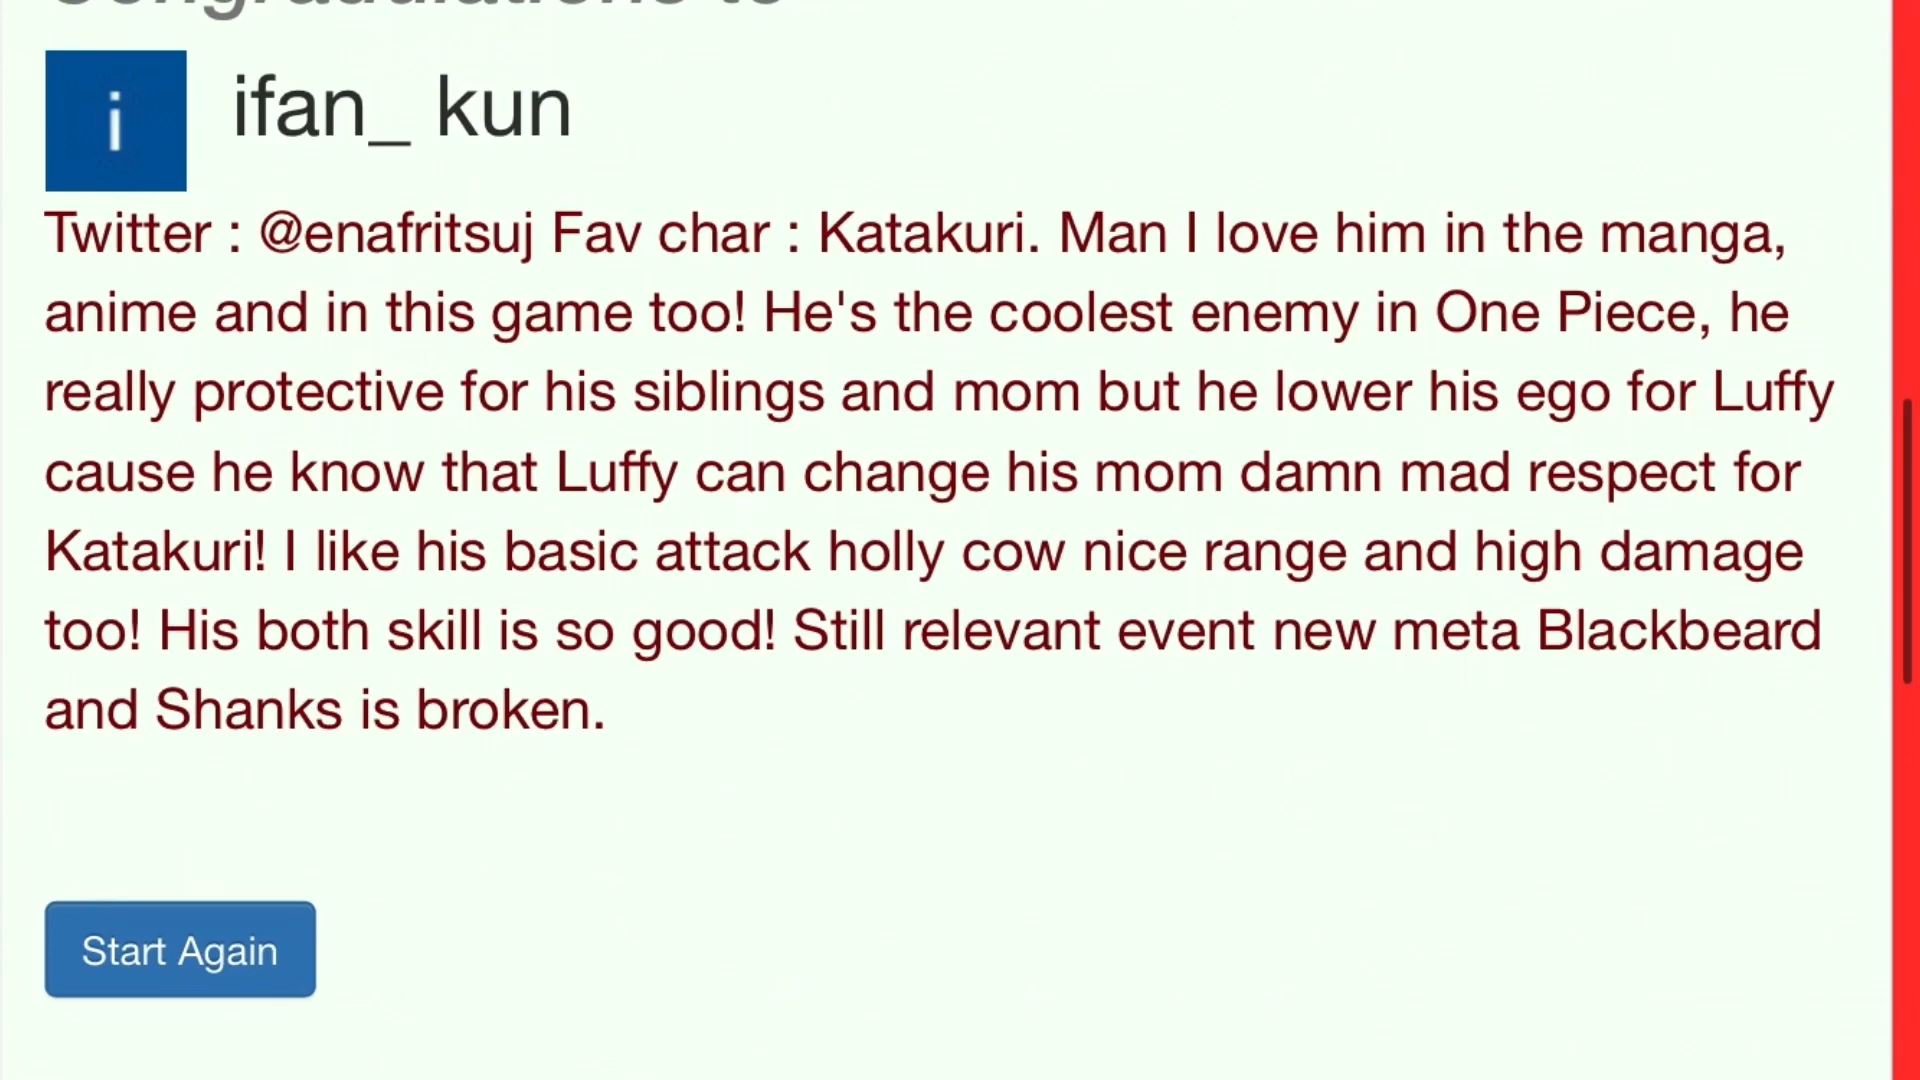 Congratulations to
i
ifan_ kun
Twitter : @enafritsuj Fav char : Katakuri. Man I love him in the manga,
anime and in this game too! He's the coolest enemy in One Piece, he
really protective for his siblings and mom but he lower his ego for Luffy
cause he know that Luffy can change his mom damn mad respect for
Katakuri! I like his basic attack holly cow nice range and high damage
too! His both skill is so good! Still relevant event new meta Blackbeard
and Shanks is broken.
Start Again